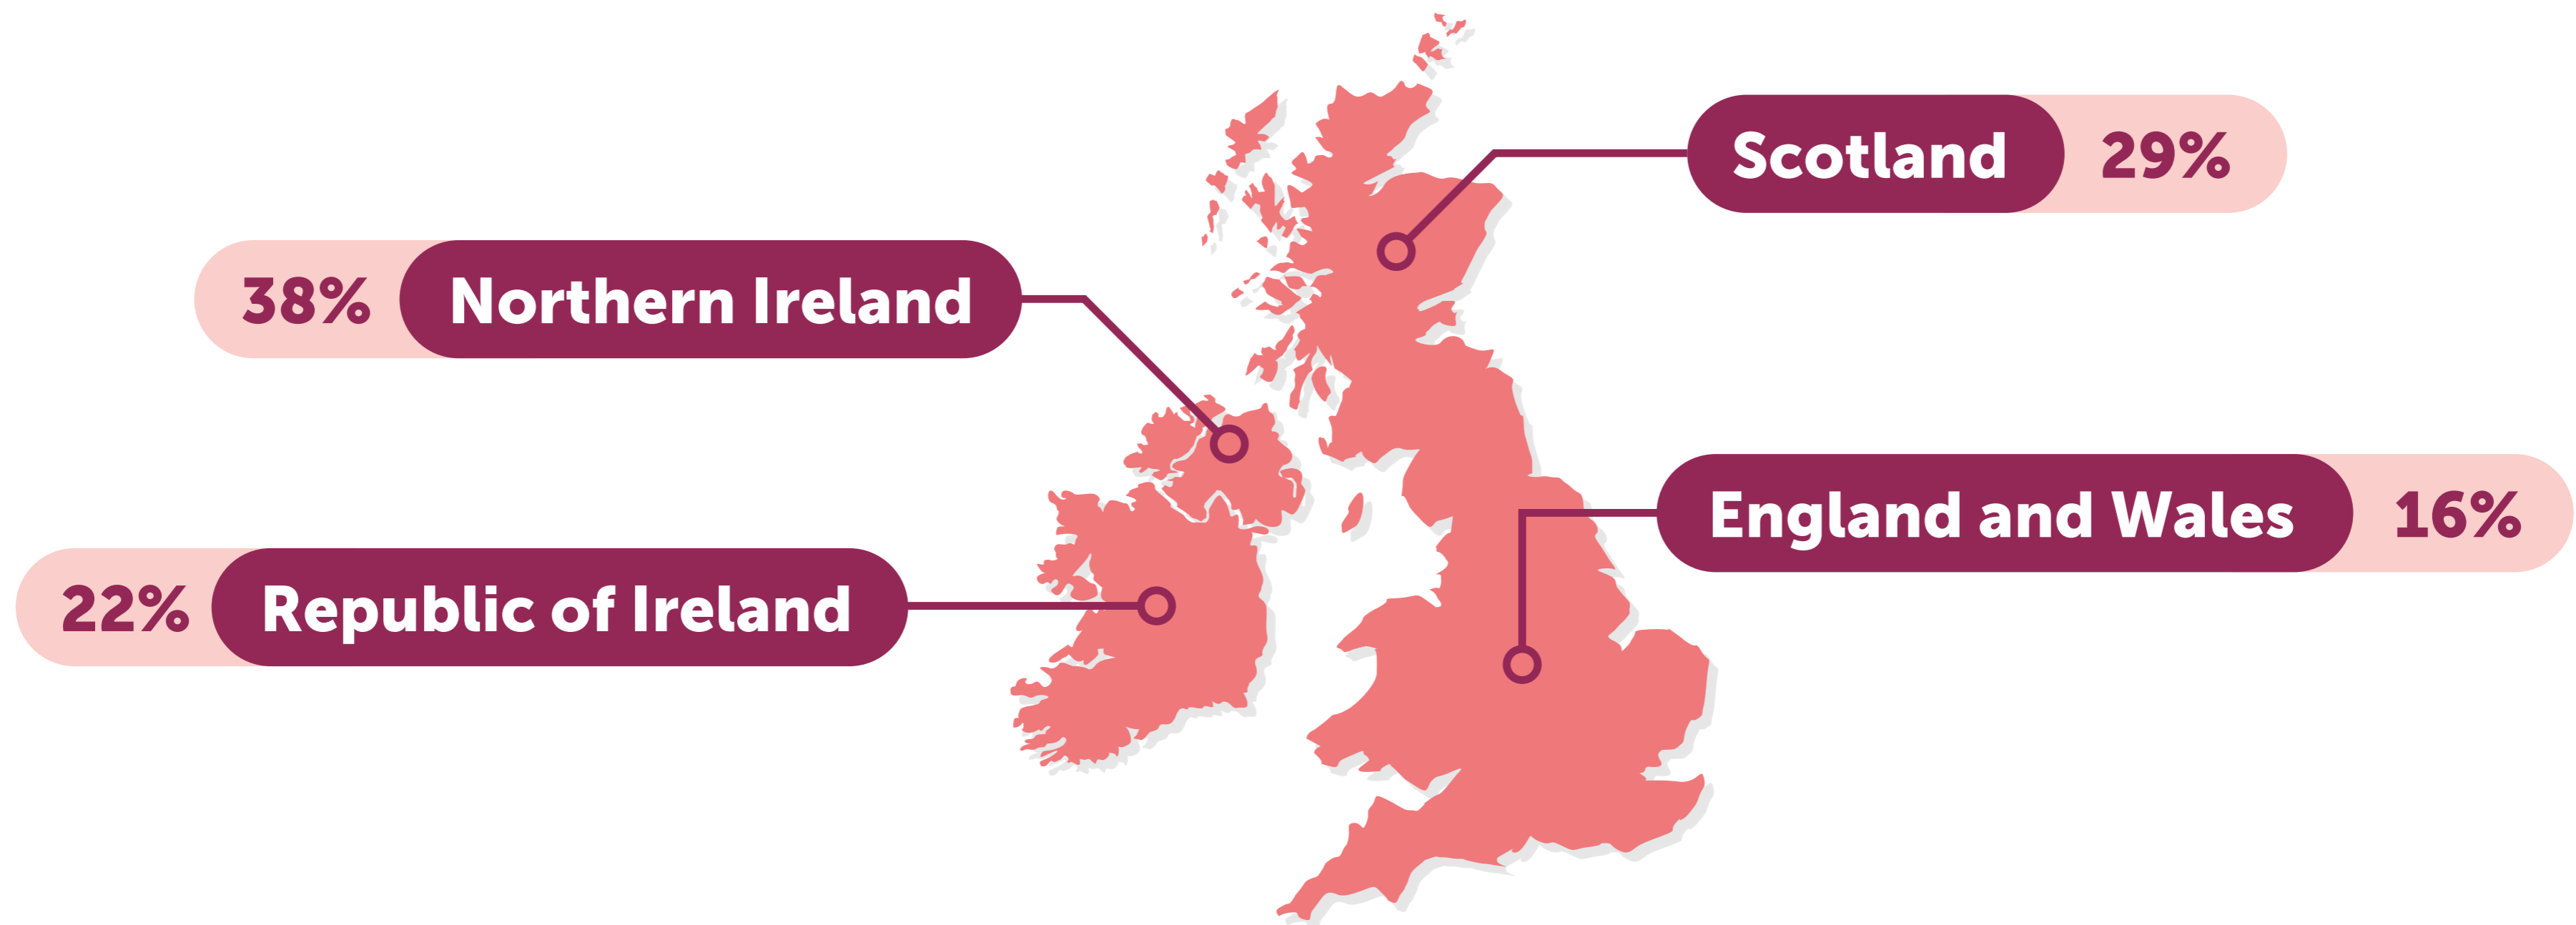 Scotland 29%
38% Northern Ireland
England and Wales 16%
22% Republic of Ireland